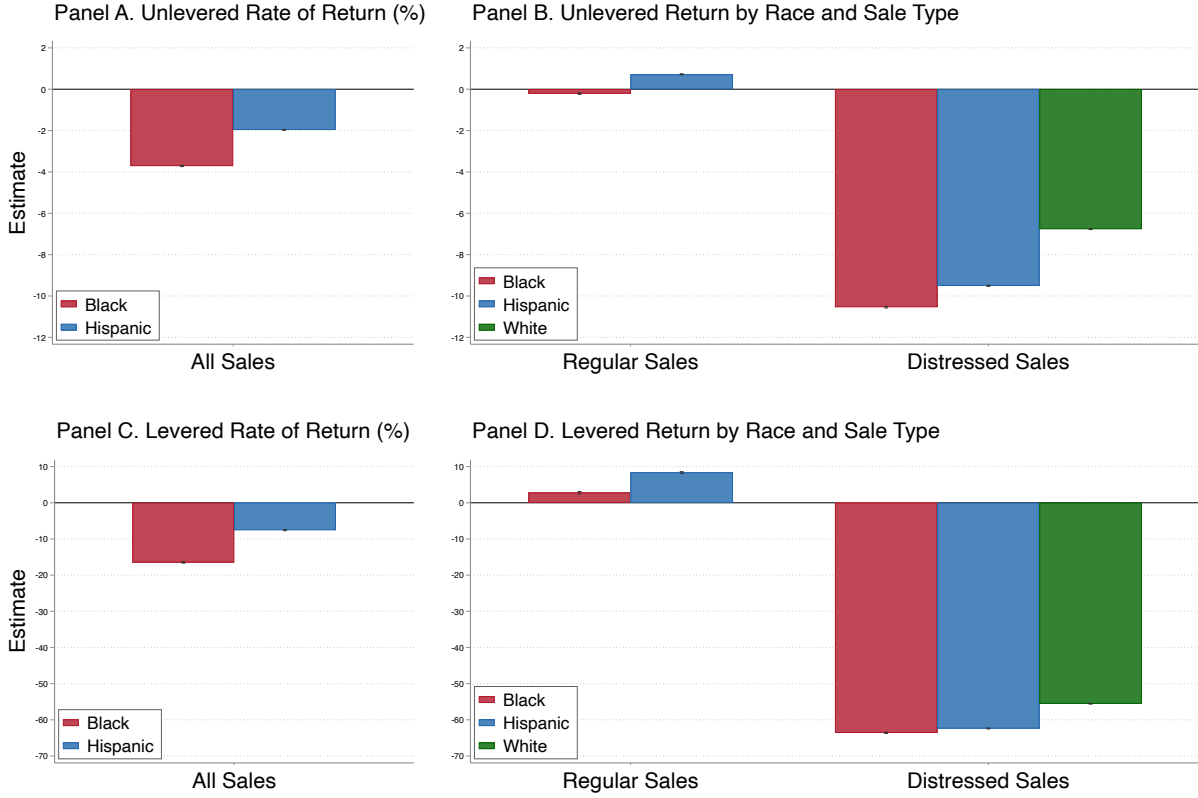 Panel A. Unlevered Rate of Return (%)
Panel B. Unlevered Return by Race and Sale Type
2
0
-2
-4
-6
-8
-10
-12
Estimate
Black
Hispanic
All Sales
2
0
-2
-4
-6
-8
-10
-12
Black
Hispanic
White
Regular Sales
Distressed Sales
Panel C. Levered Rate of Return (%)
Panel D. Levered Return by Race and Sale Type
10
0
-10
-20
-30
-40
-50
-60
-70
Estimate
Black
Hispanic
All Sales
10
0
-10
-20
-30
-40
-50
-60
-70
Black
Hispanic
White
Regular Sales
Distressed Sales